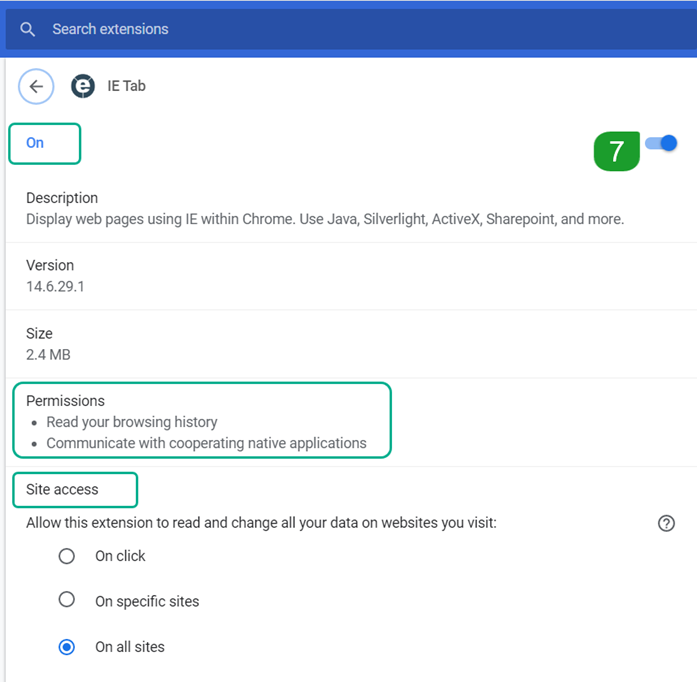 Search extensions
IE Tab
On
7
Description
Display web pages using IE within Chrome. Use Java, Silverlight, ActiveX, Sharepoint, and more.
Version
14.6.29.1
Size
2.4 MB
Permissions
• Read your browsing history
• Communicate with cooperating native applications
Site access
Allow this extension to read and change all your data on websites you visit:
?
On click
On specific sites
On all sites